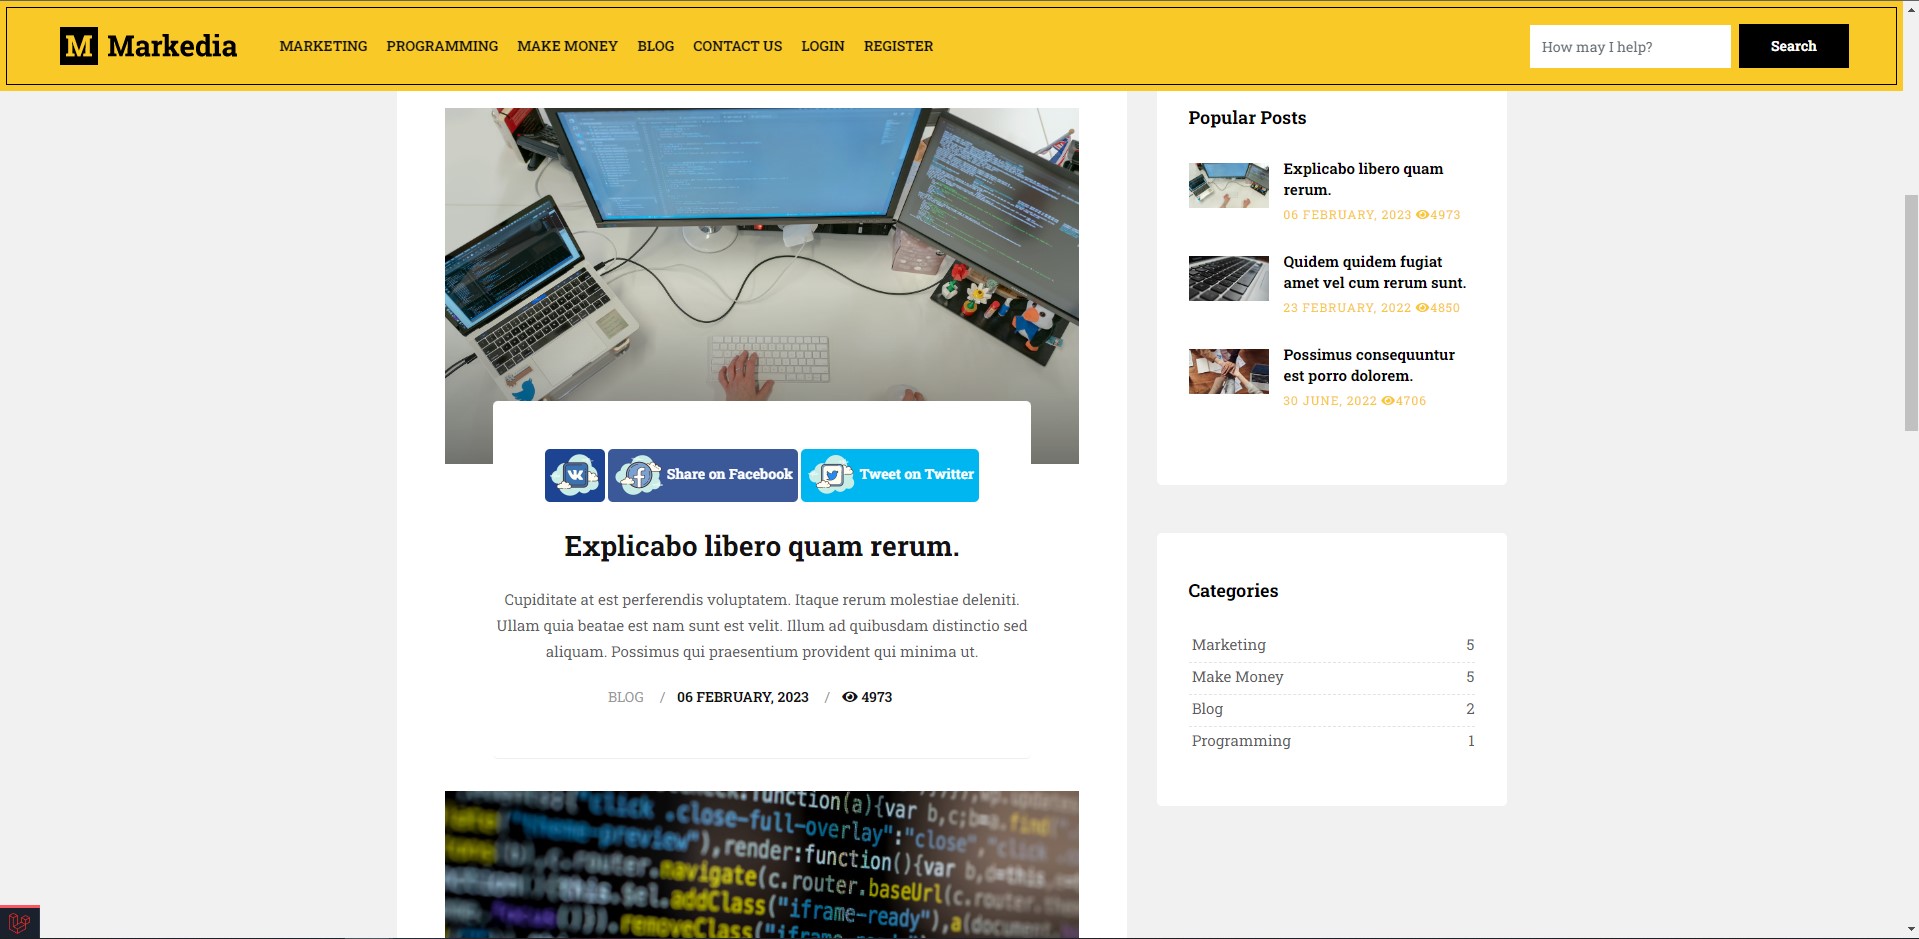 M Markedia
MARKETING PROGRAMMING MAKE MONEY BLOG CONTACT US LOGIN REGISTER
How may I help?
Search
Share on Facebook
Tweet on Twitter
Explicabo libero quam rerum.
Cupiditate at est perferendis voluptatem. Itaque rerum molestiae deleniti.
Ullam quia beatae est nam sunt est velit. Illum ad quibusdam distinctio sed
aliquam. Possimus qui praesentium provident qui minima ut.
BLOG / 06 FEBRUARY, 2023 / 4973
click .close-full-overlay":"close"
),render:function(){var b,d=this
navigate(c.router.baseUrl(c.router
addClass("iframe-ready"),a(document
removeClass("iframe-ready
Popular Posts
Explicabo libero quam
rerum.
06 FEBRUARY, 2023 4973
Quidem quidem fugiat
amet vel cum rerum sunt.
23 FEBRUARY, 2022 4850
Possimus consequuntur
est porro dolorem.
30 JUNE, 2022 4706
Categories
Marketing 5
Make Money 5
Blog 2
Programming 1